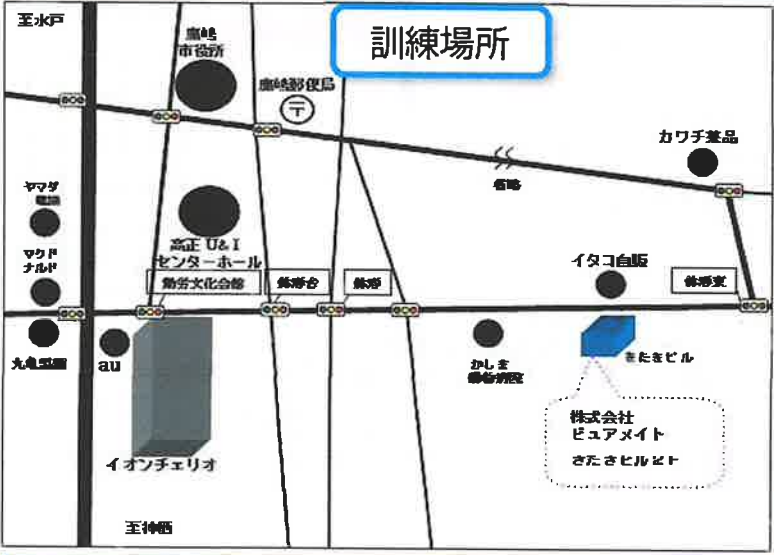 至水戸
訓練場所
鹿嶋
市役所
鹿嶋郵便局
カワチ薬品
省略
ヤマダ
電機
マクド
ナルド
高正 U&I
センターホール
勤労文化会館
イタコ自販
丸亀製麺
au
かしま
きたきビル
株式会社
ピュアメイト
イオンチェリオ
至神栖